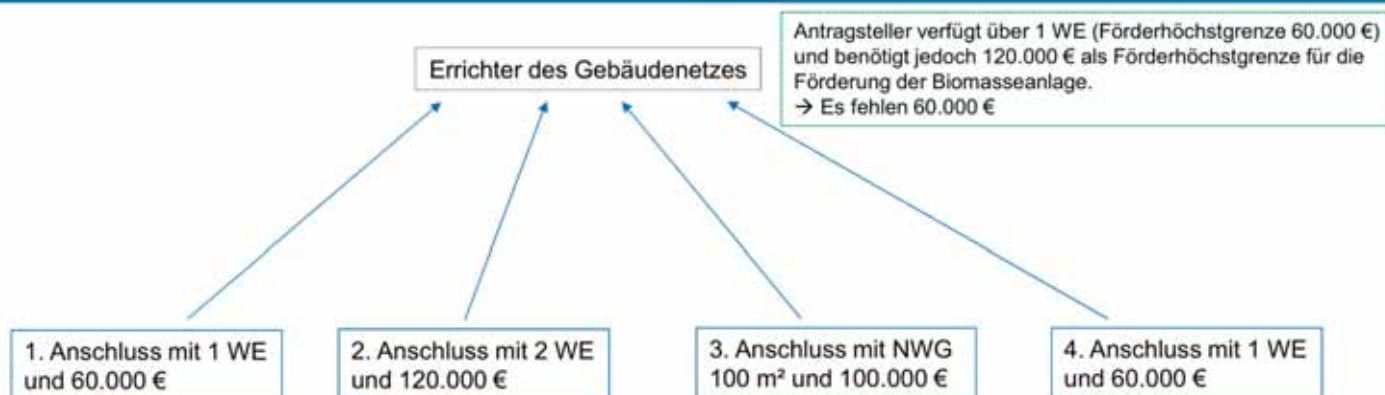 Antragsteller verfügt über 1 WE (Förderhöchstgrenze 60.000 €)
und benötigt jedoch 120.000 € als Förderhöchstgrenze für die
Förderung der Biomasseanlage.
→ Es fehlen 60.000 €
Errichter des Gebäudenetzes
1. Anschluss mit 1 WE
und 60.000 €
2. Anschluss mit 2 WE
und 120.000 €
3. Anschluss mit NWG
100 m² und 100.000 €
4. Anschluss mit 1 WE
und 60.000 €